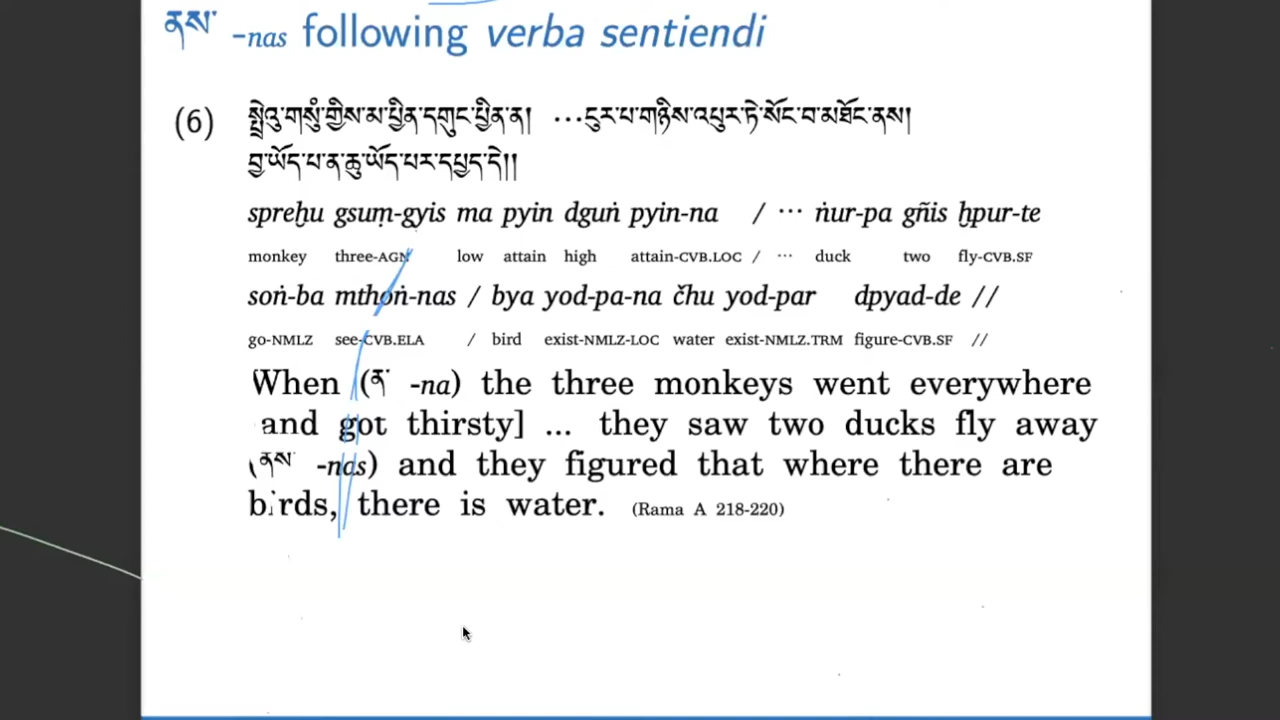 ནས་ -nas following verba sentiendi
(6) སྤྲེའུ་གསུཾ་གྱིས་མ་པྱིན་དགུང་པྱིན་ན། …ངུར་པ་གཉིས་འཔུར་ཏེ་སོང་བ་མཐོང་ནས།
བྱ་ཡོད་པ་ན་ཆུ་ཡོད་པར་དཔྱད་དེ།།
spreḫu gsuṃ-gyis ma pyin dguṅ pyin-na / ··· ṅur-pa gñis ḫpur-te
monkey three-AGN low attain high attain-CVB.LOC / ··· duck two fly-CVB.SF
soṅ-ba mthoṅ-nas / bya yod-pa-na čhu yod-par dpyad-de //
go-NMLZ see-CVB.ELA / bird exist-NMLZ-LOC water exist-NMLZ.TRM figure-CVB.SF //
When (ན་ -na) the three monkeys went everywhere
and got thirsty] ... they saw two ducks fly away
(ནས་ -nas) and they figured that where there are
birds, there is water. (Rama A 218-220)